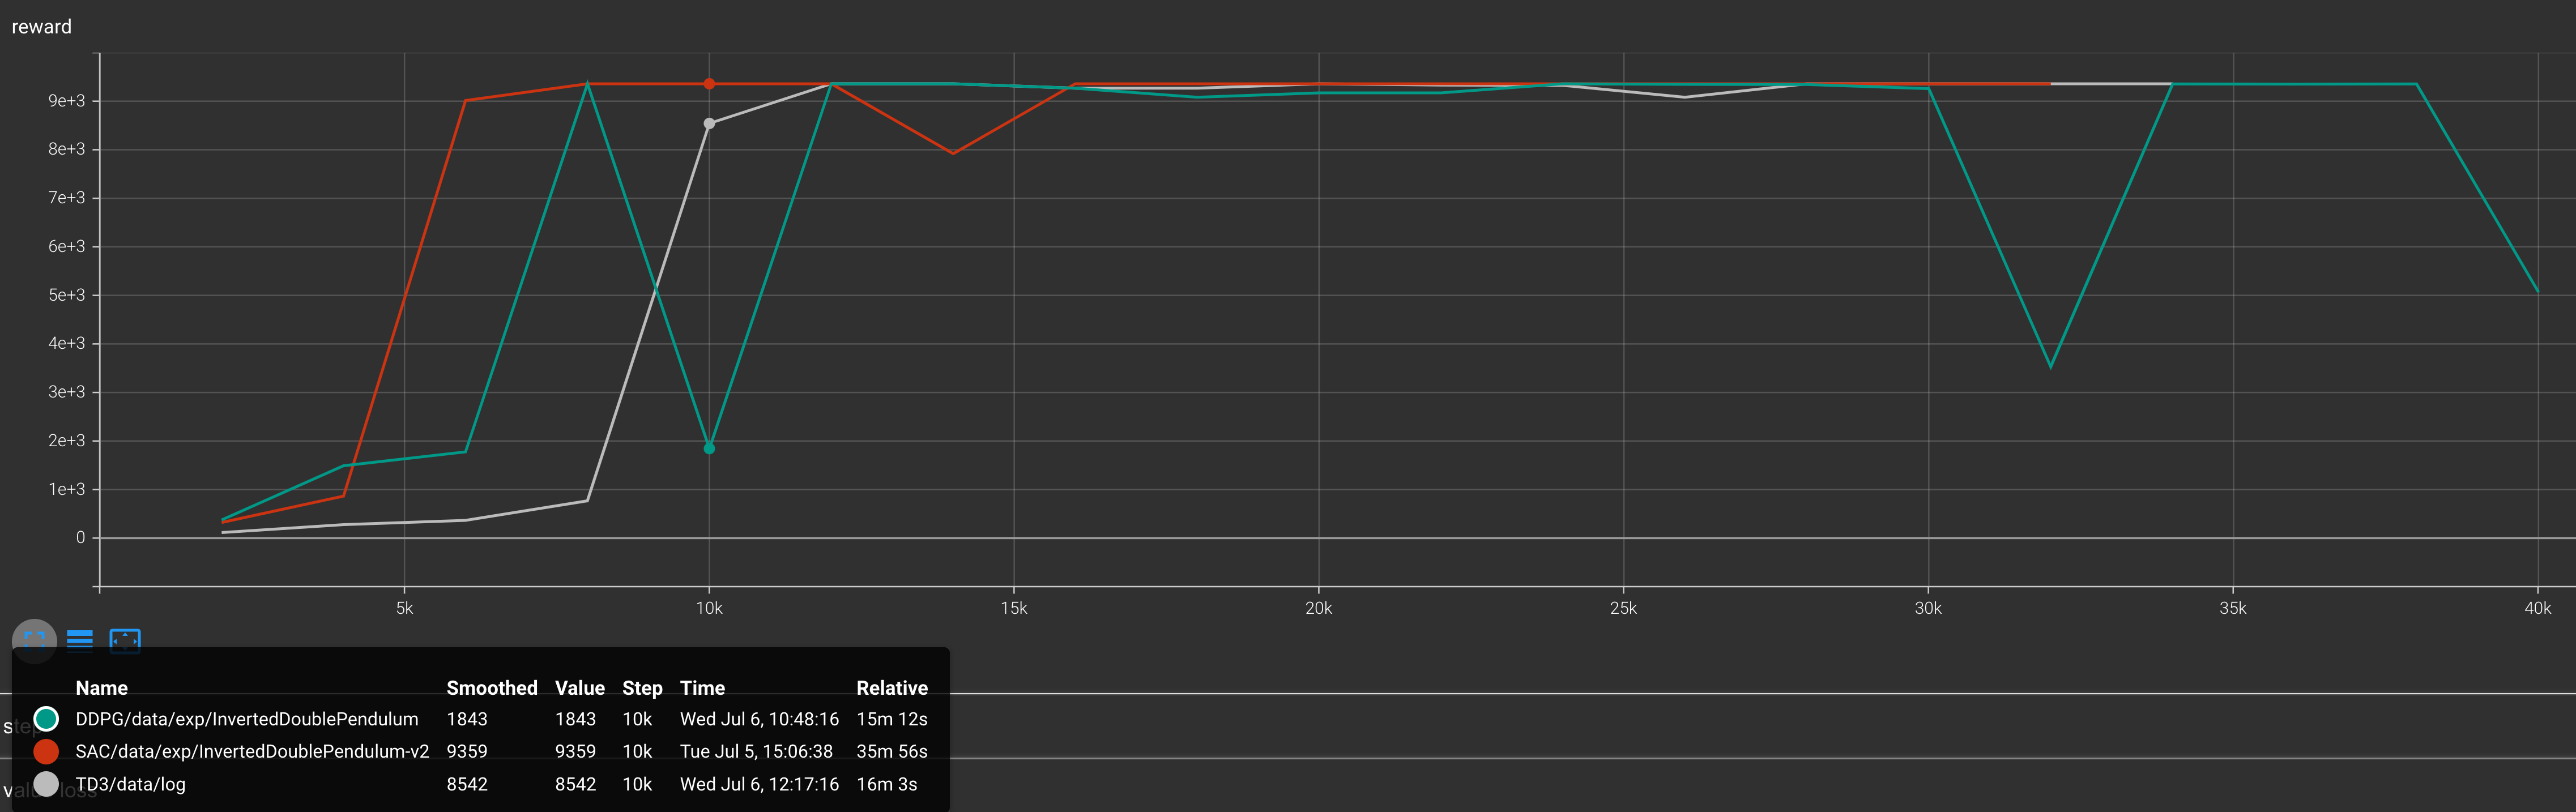 reward
9e+3
8e+3
7e+3
6e+3
5e+3
4e+3
3e+3
2e+3
1e+3
0
5k 10k 15k 20k 25k 30k 35k 40k
Name Smoothed Value Step Time Relative
DDPG/data/exp/InvertedDoublePendulum 1843 1843 10k Wed Jul 6, 10:48:16 15m 12s
SAC/data/exp/InvertedDoublePendulum-v2 9359 9359 10k Tue Jul 5, 15:06:38 35m 56s
TD3/data/log 8542 8542 10k Wed Jul 6, 12:17:16 16m 3s